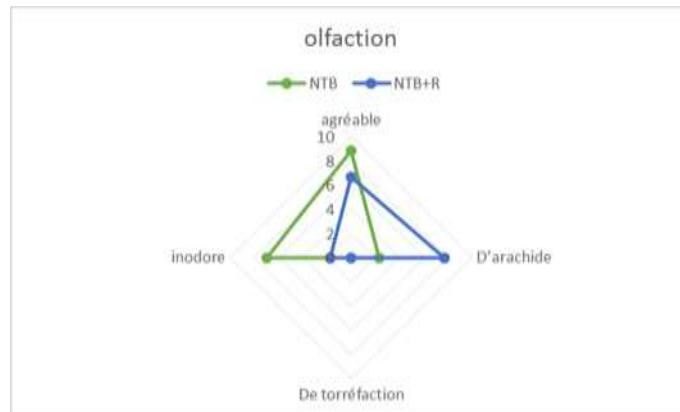 olfaction
NTB NTB+R
agréable
10
8
6
4
2
inodore D'arachide
De torréfaction